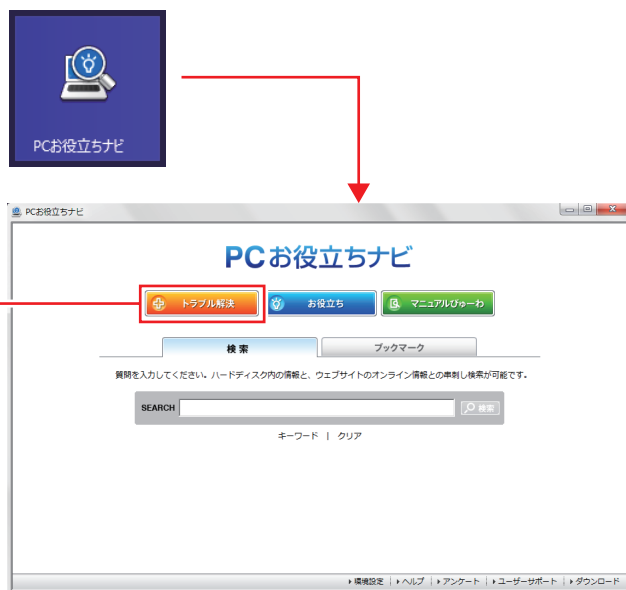 PCお役立ちナビ
PCお役立ちナビ
PCお役立ちナビ
トラブル解決 お役立ち マニュアルびゅーわ
検索 ブックマーク
質問を入力してください。ハードディスク内の情報と、ウェブサイトのオンライン情報との串刺し検索が可能です。
SEARCH 検索
キーワード | クリア
環境設定 | ヘルプ | アンケート | ユーザーサポート | ダウンロード